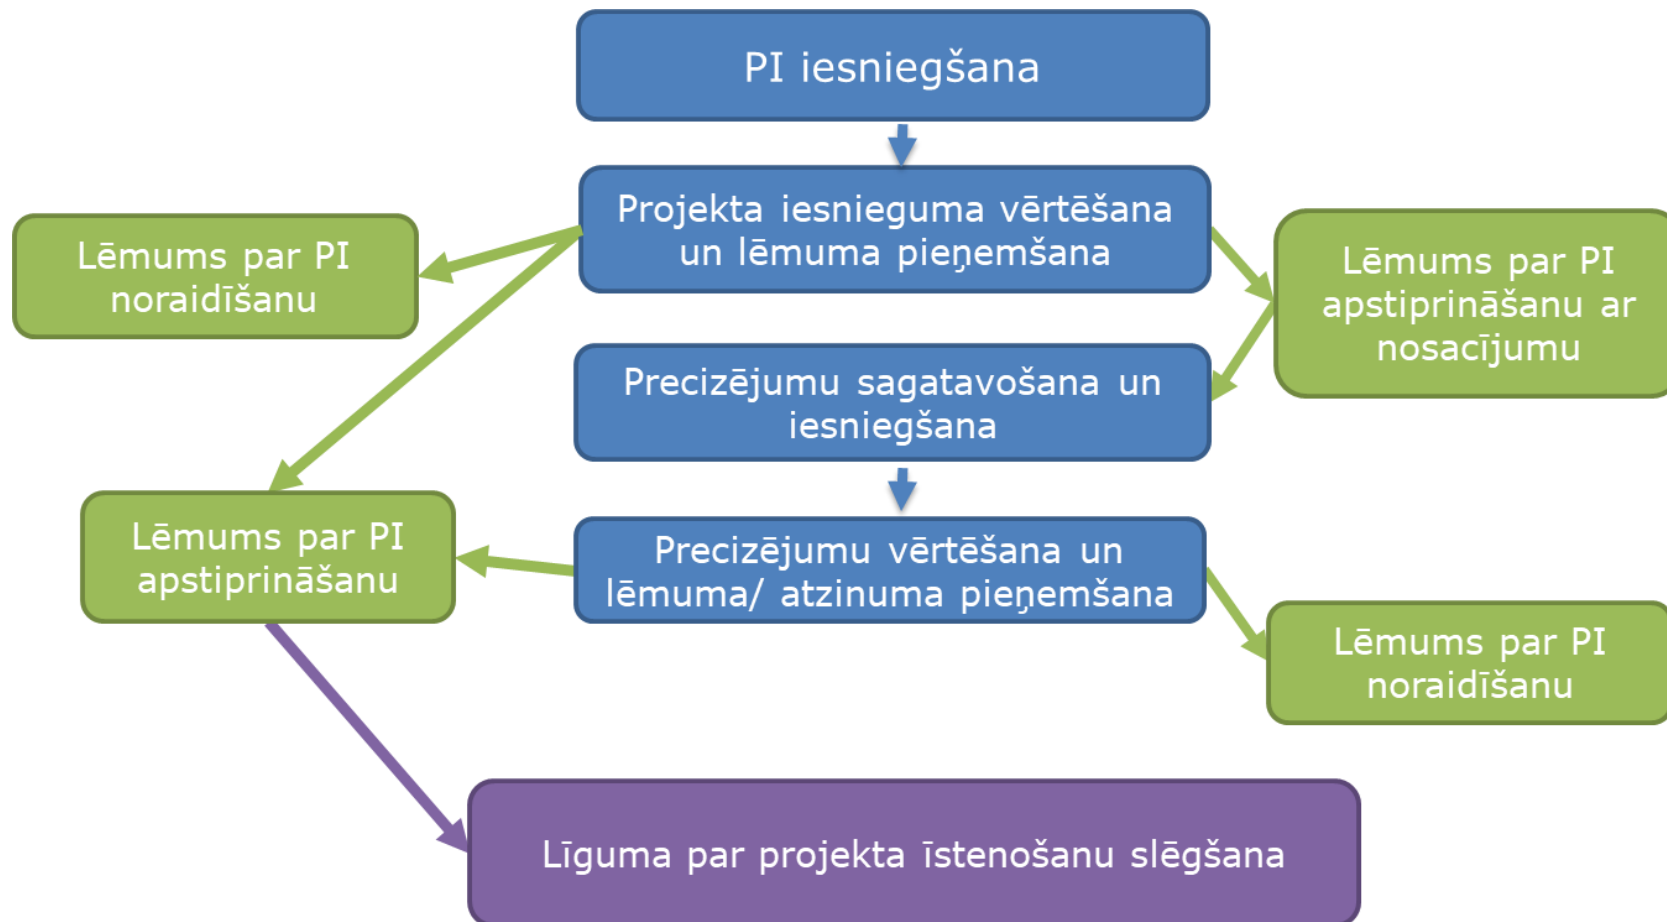 PI iesniegšana
Projekta iesnieguma vērtēšana
un lēmuma pieņemšana
Lēmums par PI
noraidīšanu
Lēmums par PI
apstiprināšanu ar
nosacījumu
Precizējumu sagatavošana un
iesniegšana
Lēmums par PI
apstiprināšanu
Precizējumu vērtēšana un
lēmuma/ atzinuma pieņemšana
Lēmums par PI
noraidīšanu
Līguma par projekta īstenošanu slēgšana